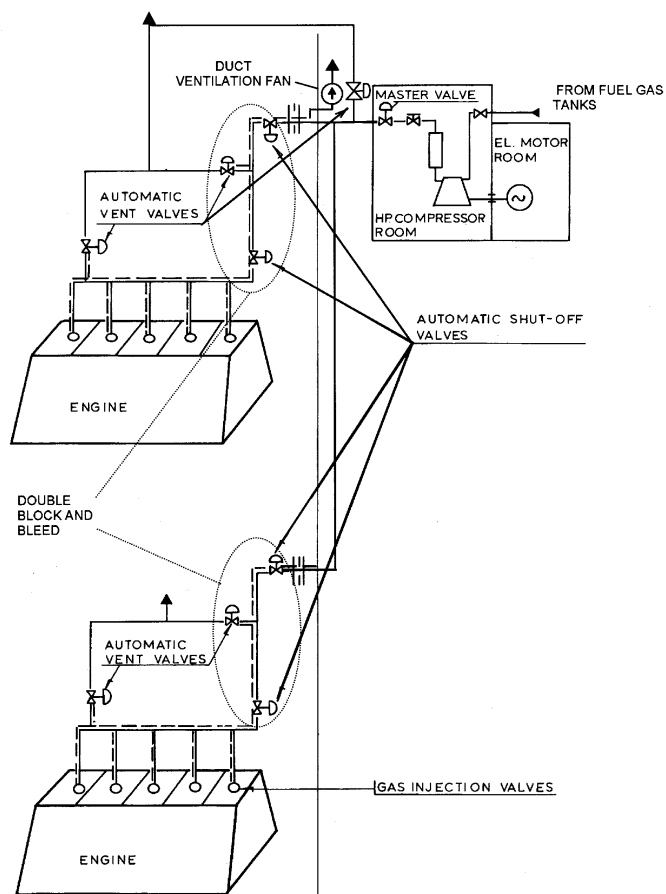 DUCT
VENTILATION FAN
MASTER VALVE
FROM FUEL GAS
TANKS
EL. MOTOR
ROOM
HP COMPRESSOR
ROOM
AUTOMATIC
VENT VALVES
AUTOMATIC SHUT-OFF
VALVES
ENGINE
DOUBLE
BLOCK AND
BLEED
AUTOMATIC
VENT VALVES
GAS INJECTION VALVES
ENGINE